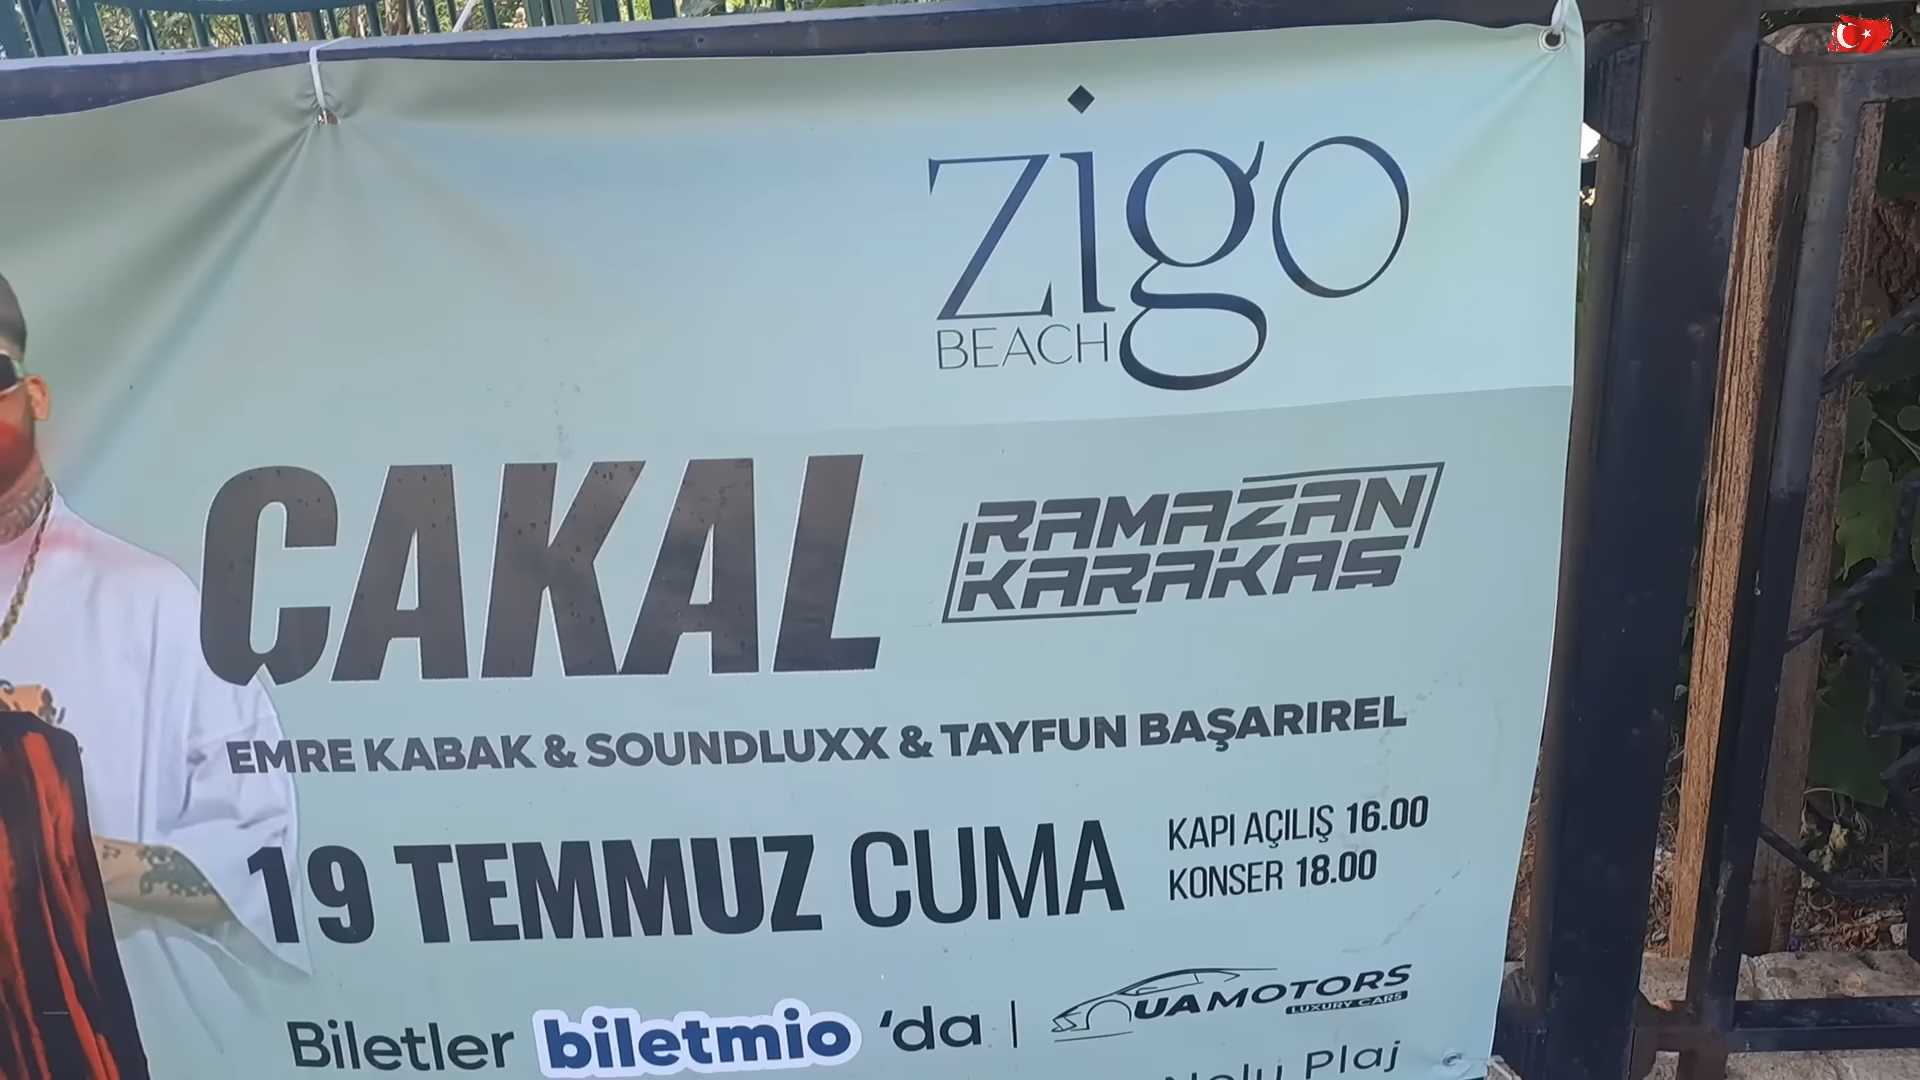 zigo
BEACH
ÇAKAL
RAMAZAN
KARAKAŞ
EMRE KABAK & SOUNDLUXX & TAYFUN BAŞARIREL
19 TEMMUZ CUMA
KAPI AÇILIŞ 16.00
KONSER 18.00
Biletler biletmio 'da |
UAMOTORS
LUXURY CARS
Plaj